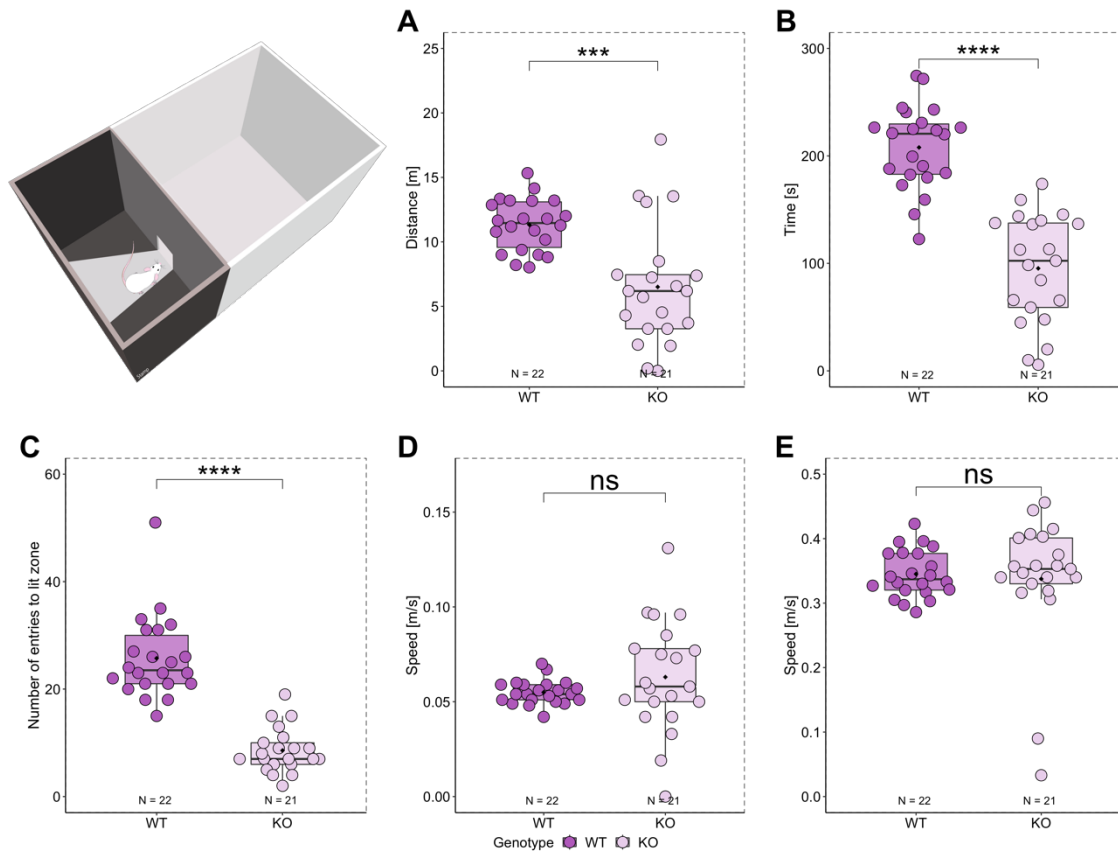 A
Distance [m]
25
20
15
10
5
0
***
N = 22
N = 21
WT
KO
B
Time [s]
300
200
100
0
****
N = 22
N = 21
WT
KO
C
Number of entries to lit zone
60
40
20
0
****
N = 22
N = 21
WT
KO
D
Speed [m/s]
0.15
0.10
0.05
0.00
ns
N = 22
N = 21
WT
KO
E
Speed [m/s]
0.5
0.4
0.3
0.2
0.1
0.0
ns
N = 22
N = 21
WT
KO
Genotype WT KO